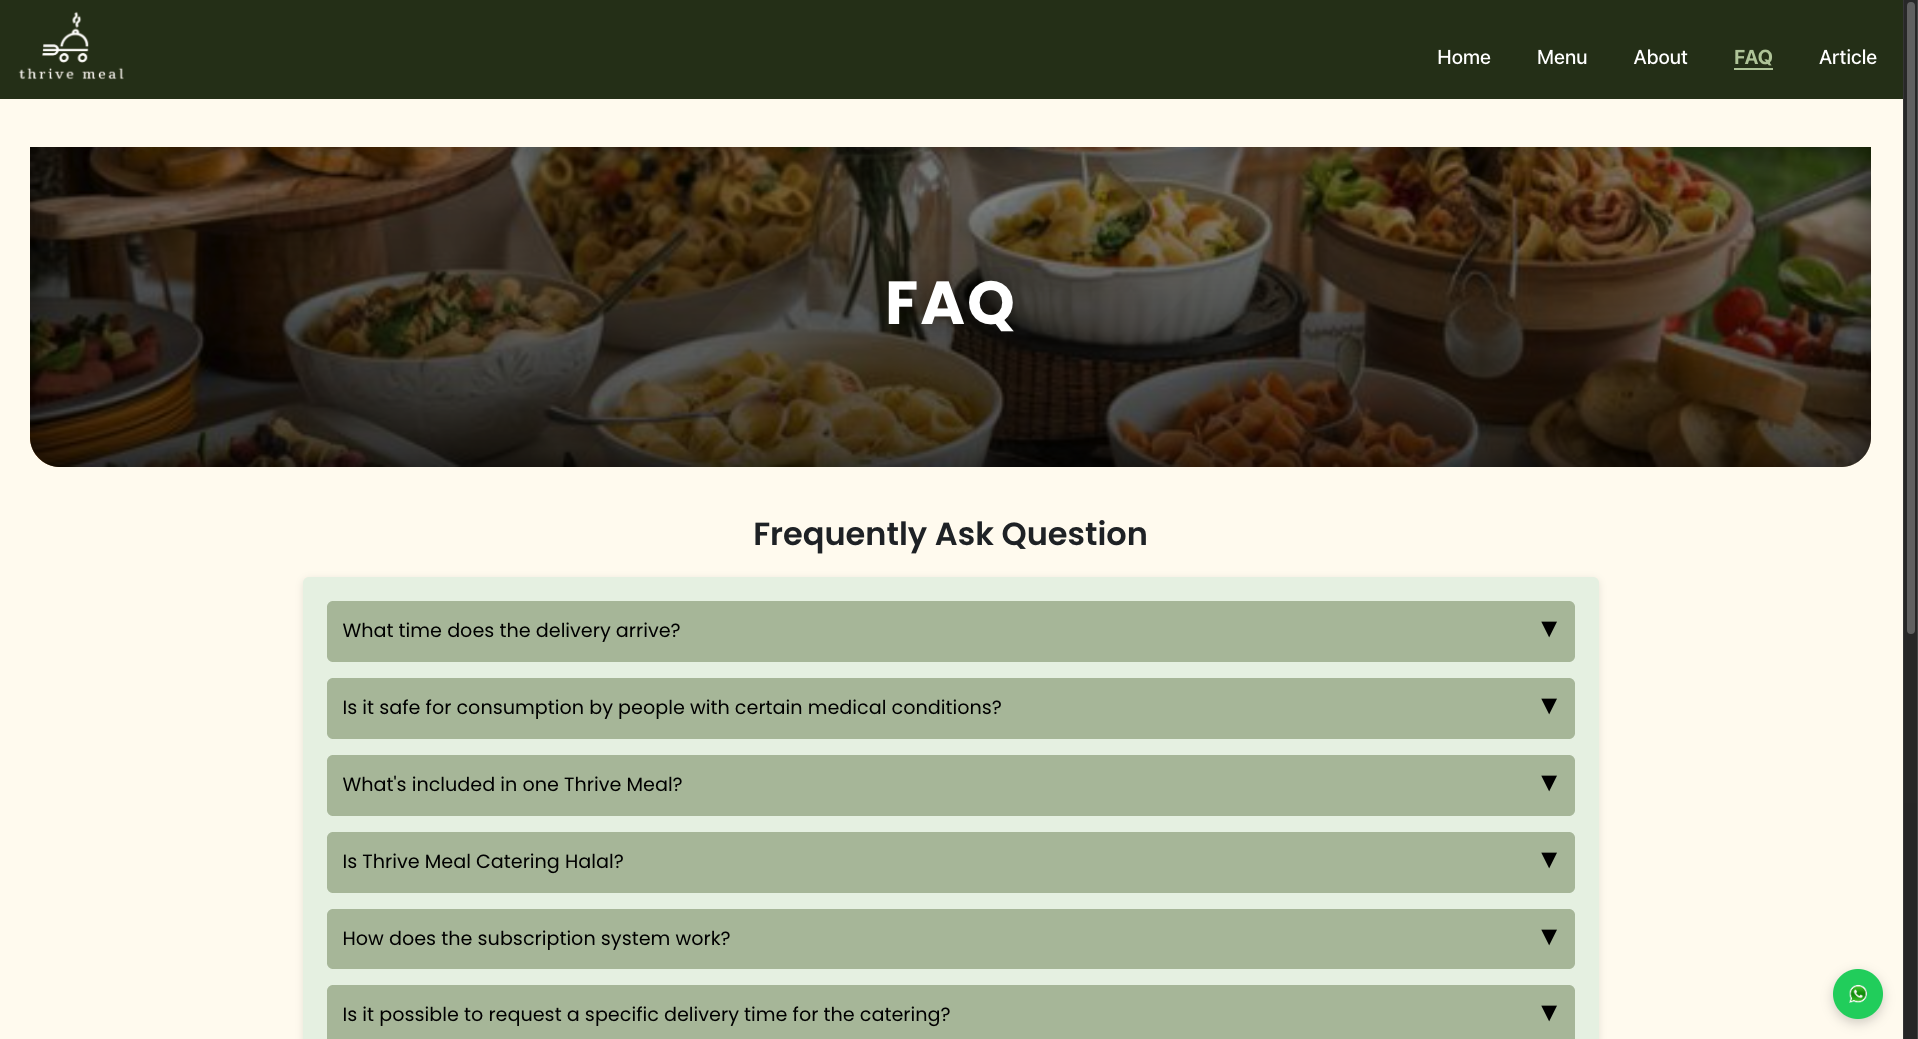 thrive meal
Home
Menu
About
FAQ
Article
FAQ
Frequently Ask Question
What time does the delivery arrive?
Is it safe for consumption by people with certain medical conditions?
What's included in one Thrive Meal?
Is Thrive Meal Catering Halal?
How does the subscription system work?
Is it possible to request a specific delivery time for the catering?